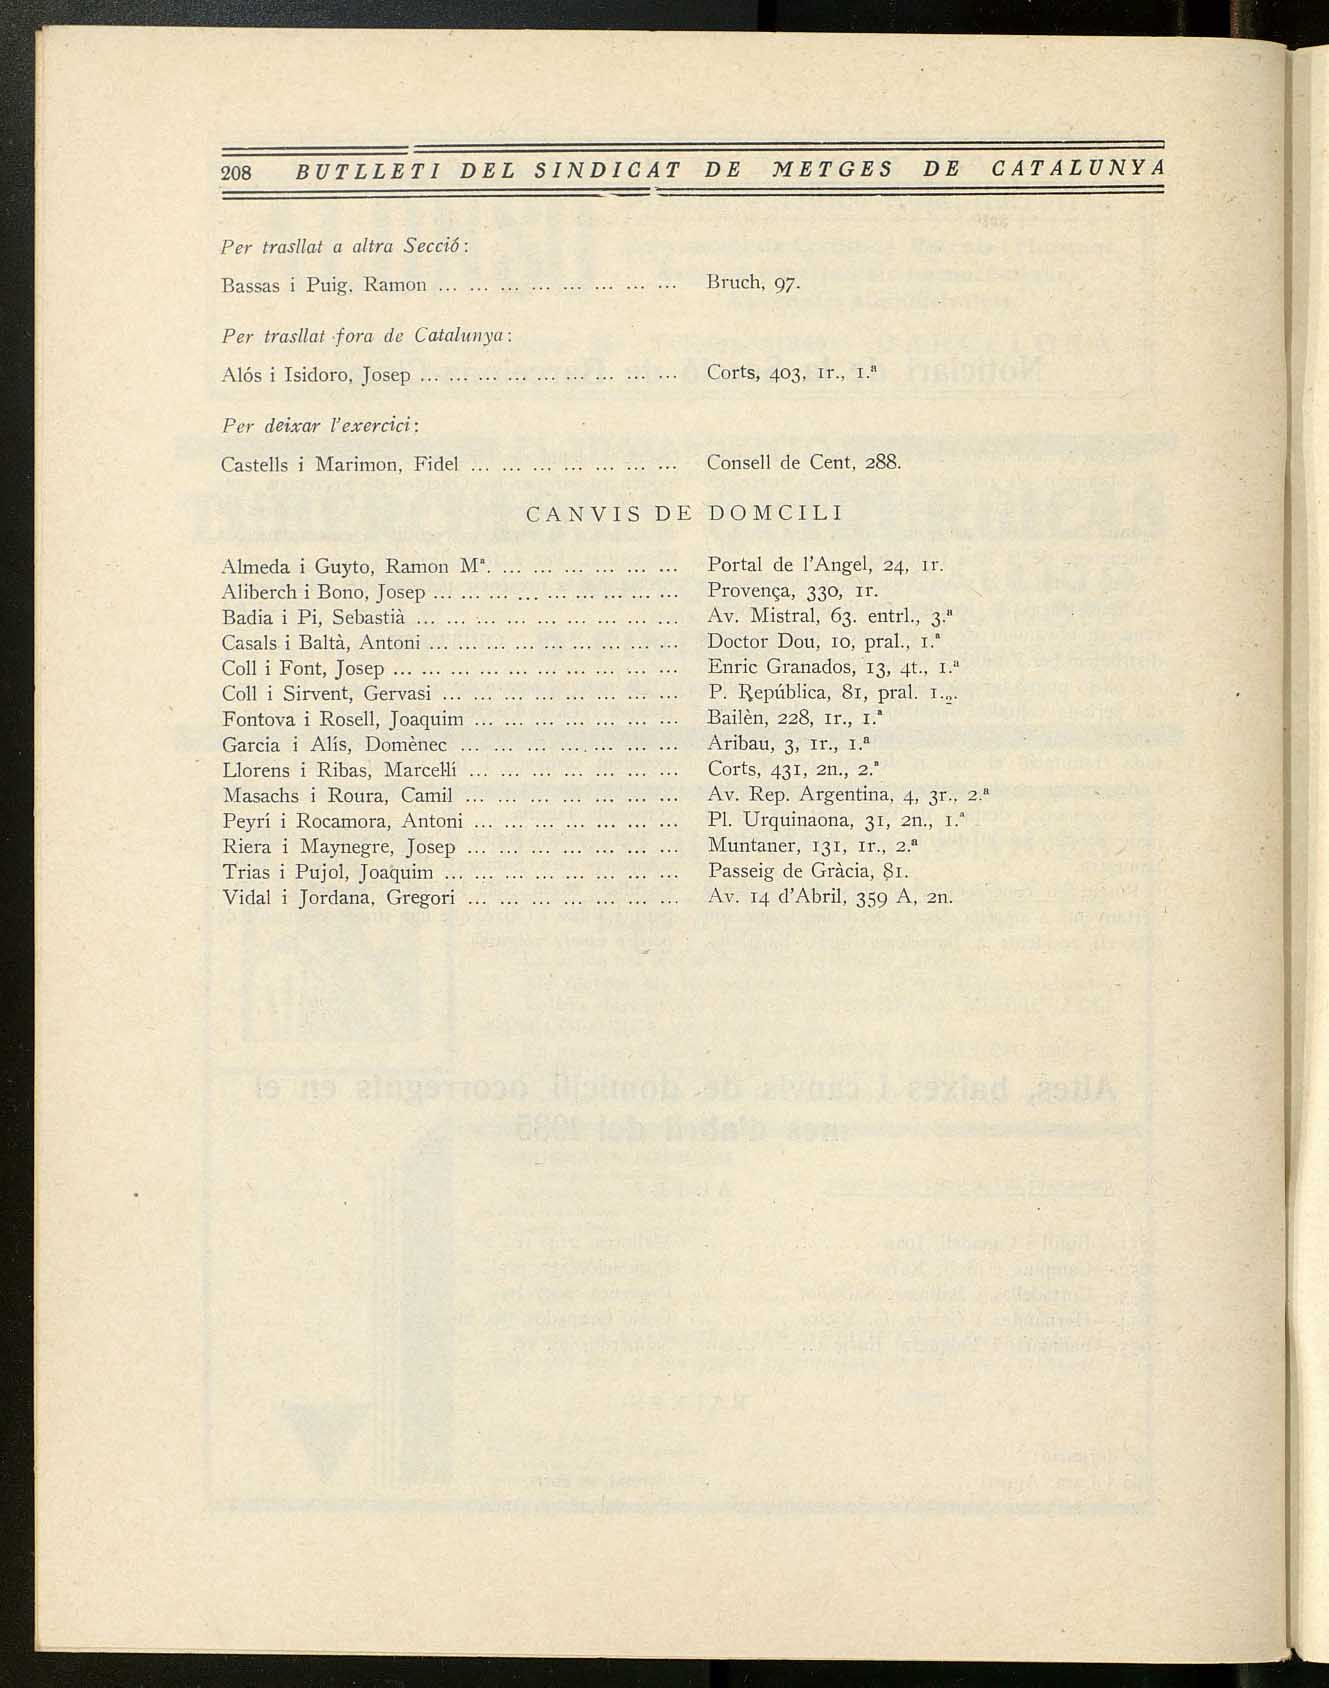 208 BUTLLETI DEL SINDICAT DE METGES DE CATALUNYA
Per trasllat a altra Secció:
Bassas i Puig, Ramon ... ... ... ... ... ... ... ... Bruch, 97.
Per trasllat fora de Catalunya:
Alós i Isidoro, Josep ... ... ... ... ... ... ... ... ... Corts, 403, 1r., 1.ª
Per deixar l'exercici:
Castells i Marimon, Fidel ... ... ... ... ... ... ... Consell de Cent, 288.
CANVIS DE DOMCILI
Almeda i Guyto, Ramon Mª. ... ... ... ... ... ... Portal de l'Angel, 24, 1r.
Aliberch i Bono, Josep ... ... ... ... ... ... ... ... ... Provença, 330, 1r.
Badia i Pi, Sebastià ... ... ... ... ... ... ... ... ... Av. Mistral, 63. entrl., 3.ª
Casals i Baltà, Antoni ... ... ... ... ... ... ... ... ... Doctor Dou, 10, pral., 1.ª
Coll i Font, Josep ... ... ... ... ... ... ... ... ... ... Enric Granados, 13, 4t., 1.ª
Coll i Sirvent, Gervasi ... ... ... ... ... ... ... ... P. República, 81, pral. 1.ª.
Fontova i Rosell, Joaquim ... ... ... ... ... ... ... Bailèn, 228, 1r., 1.ª
Garcia i Alís, Domènec ... ... ... ... ... ... ... Aribau, 3, 1r., 1.ª
Llorens i Ribas, Marcel·lí ... ... ... ... ... ... ... Corts, 431, 2n., 2.ª
Masachs i Roura, Camil ... ... ... ... ... ... ... Av. Rep. Argentina, 4, 3r., 2.ª
Peyrí i Rocamora, Antoni ... ... ... ... ... ... ... Pl. Urquinaona, 31, 2n., 1.ª
Riera i Maynegre, Josep ... ... ... ... ... ... ... Muntaner, 131, 1r., 2.ª
Trias i Pujol, Joaquim ... ... ... ... ... ... ... ... Passeig de Gràcia, 81.
Vidal i Jordana, Gregori ... ... ... ... ... ... ... Av. 14 d'Abril, 359 A, 2n.